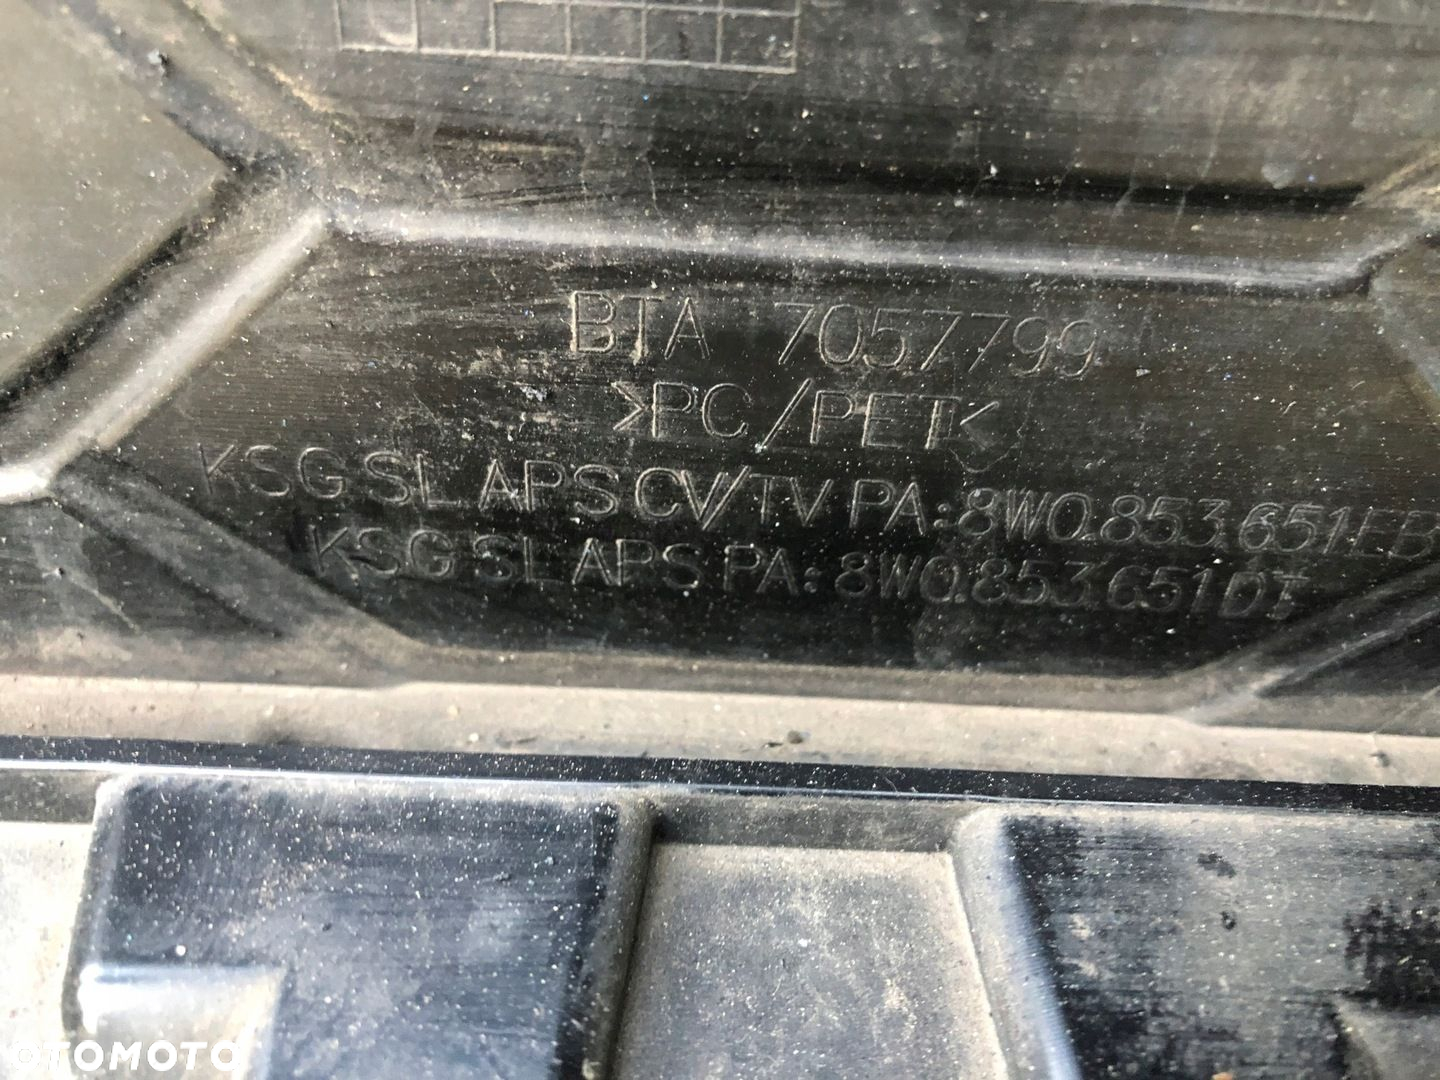 BTA 7057799
>PC/PET<
KSG SL APS CV/TV PA:8W0.853.651EB
KSG SL APS PA:8W0.853.651DT
OTOMOTO